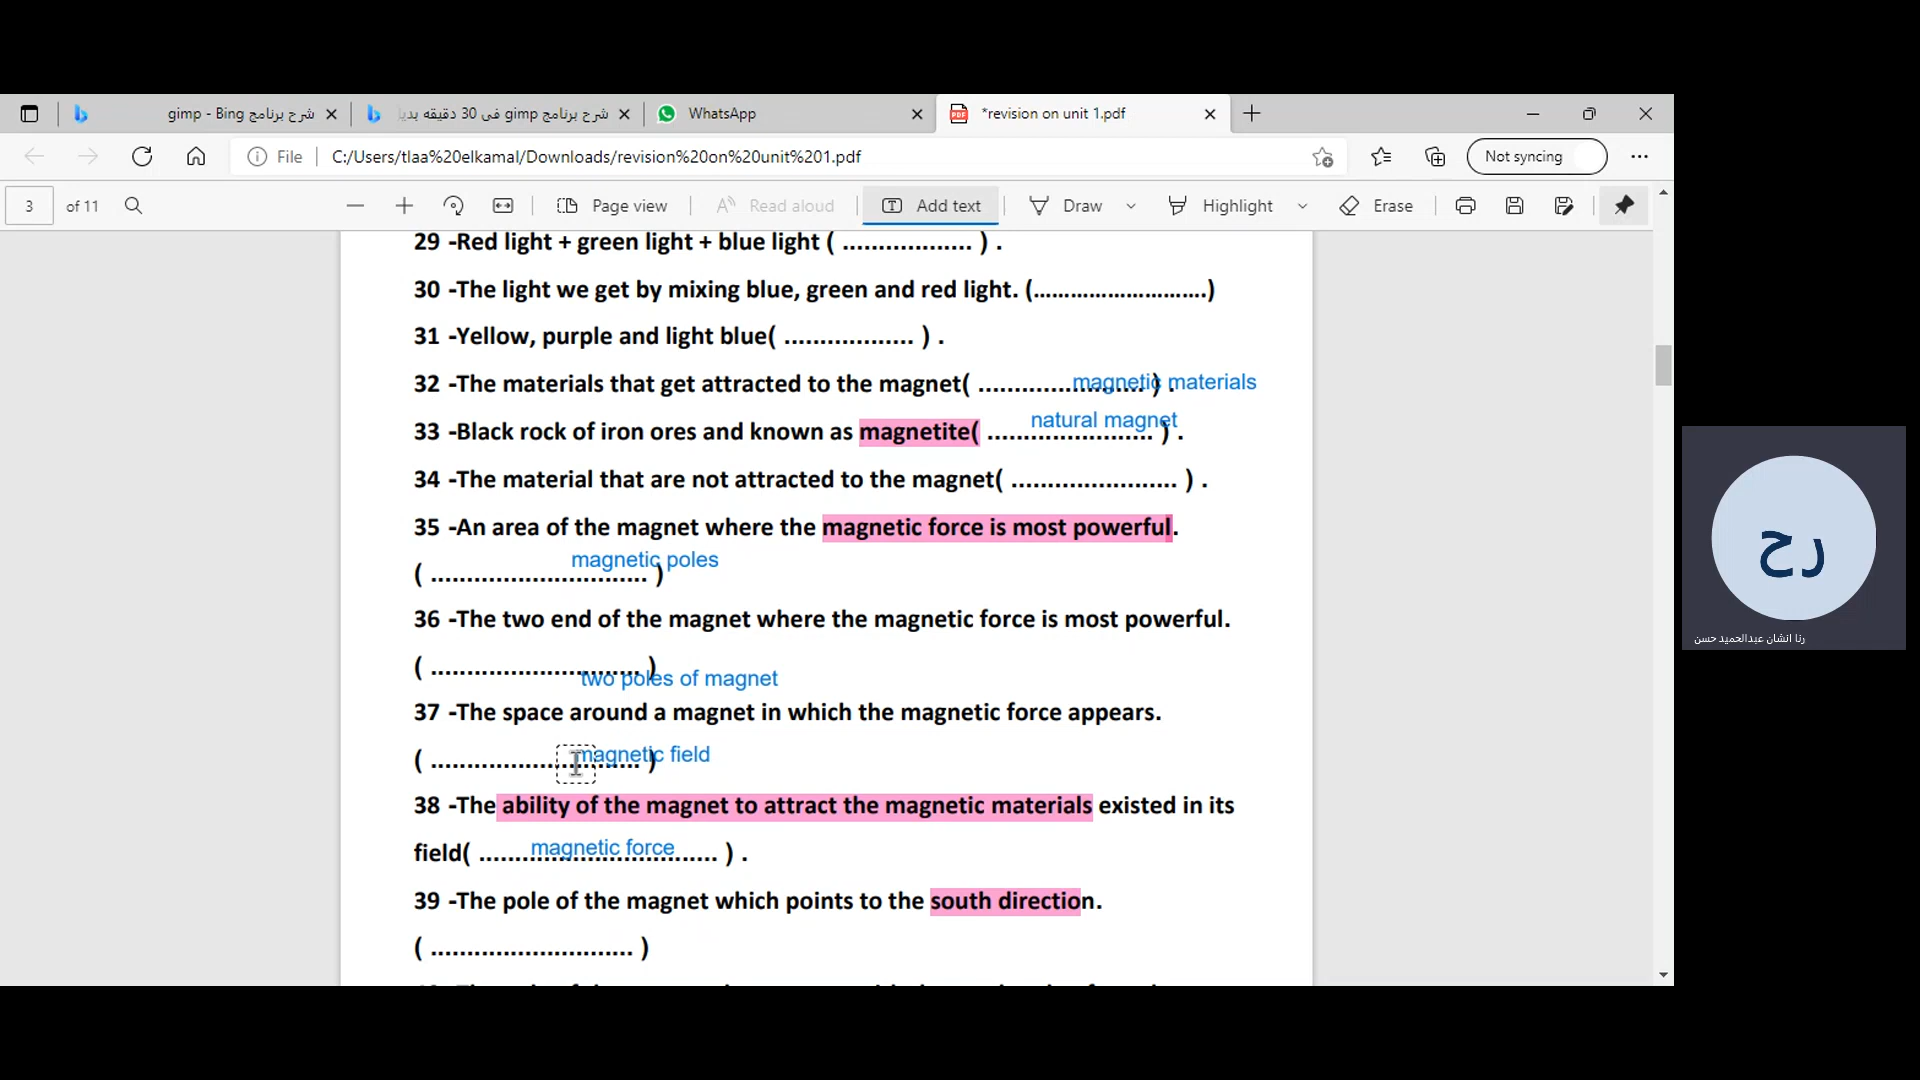 شرح برنامج gimp - Bing
شرح برنامج gimp فى 30 دقيقه بديا
WhatsApp
*revision on unit 1.pdf
File
C:/Users/tlaa%20elkamal/Downloads/revision%20on%20unit%201.pdf
Not syncing
3 of 11
Page view
Read aloud
Add text
Draw
Highlight
Erase
29 -Red light + green light + blue light ( .................. ) .
30 -The light we get by mixing blue, green and red light. (……………………….)
31 -Yellow, purple and light blue( .................. ) .
32 -The materials that get attracted to the magnet( ....................... ) .
magnetic materials
natural magnet
33 -Black rock of iron ores and known as magnetite( ....................... ) .
34 -The material that are not attracted to the magnet( ....................... ) .
35 -An area of the magnet where the magnetic force is most powerful.
magnetic poles
( .............................. )
36 -The two end of the magnet where the magnetic force is most powerful.
( ............................. )
two poles of magnet
37 -The space around a magnet in which the magnetic force appears.
magnetic field
( ............................. )
38 -The ability of the magnet to attract the magnetic materials existed in its
field( ................................. ) .
magnetic force
39 -The pole of the magnet which points to the south direction.
( ............................ )
رح
رنا انشان عبدالحميد حسن